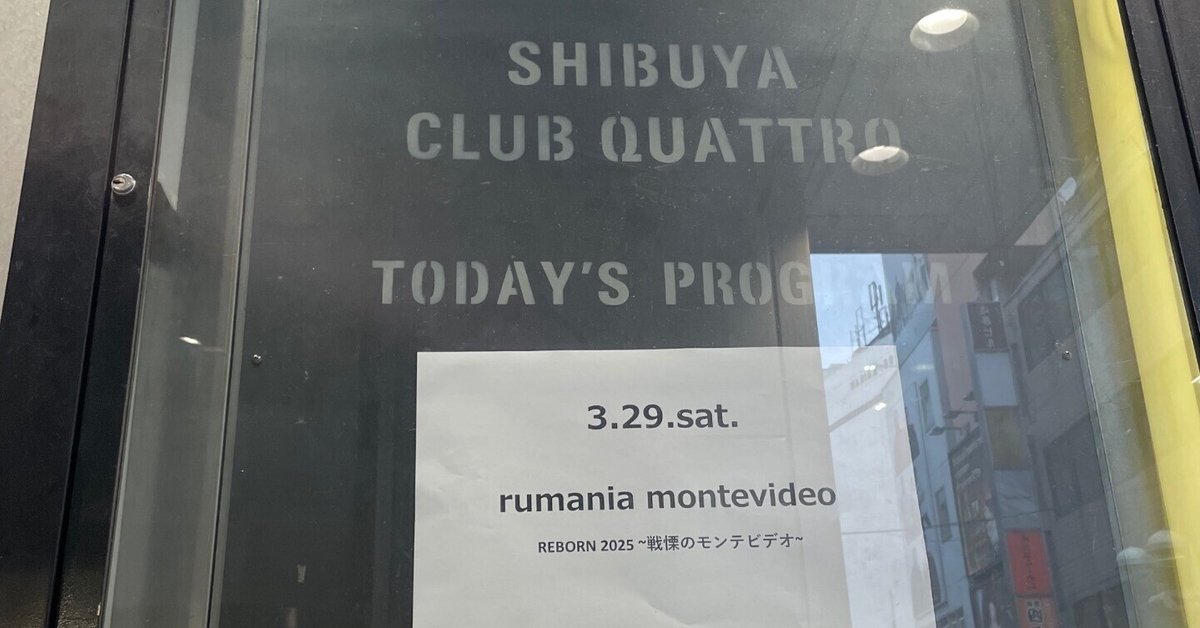 SHIBUYA
CLUB QUATTRO
TODAY'S PROGRAM
3.29.sat.
rumania montevideo
REBORN 2025 ~戦慄のモンテビデオ~